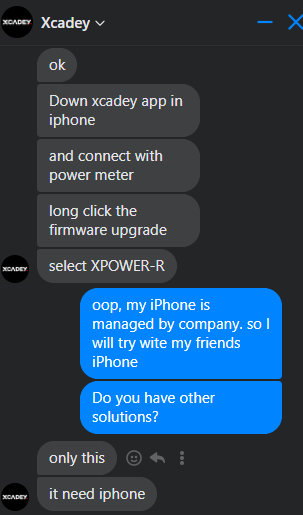 XCADEY
Xcadey
ok
Down xcadey app in
iphone
and connect with
power meter
long click the
firmware upgrade
XCADEY
select XPOWER-R
oop, my iPhone is
managed by company. so I
will try wite my friends
iPhone
Do you have other
solutions?
only this
XCADEY
it need iphone